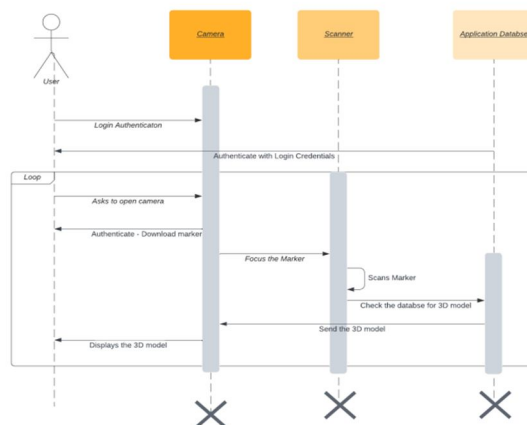 Camera
Scanner
Application Databse
User
Login Authenticaton
Authenticate with Login Credentials
Loop
Asks to open camera
Authenticate - Download marker
Focus the Marker
Scans Marker
Check the databse for 3D model
Send the 3D model
Displays the 3D model